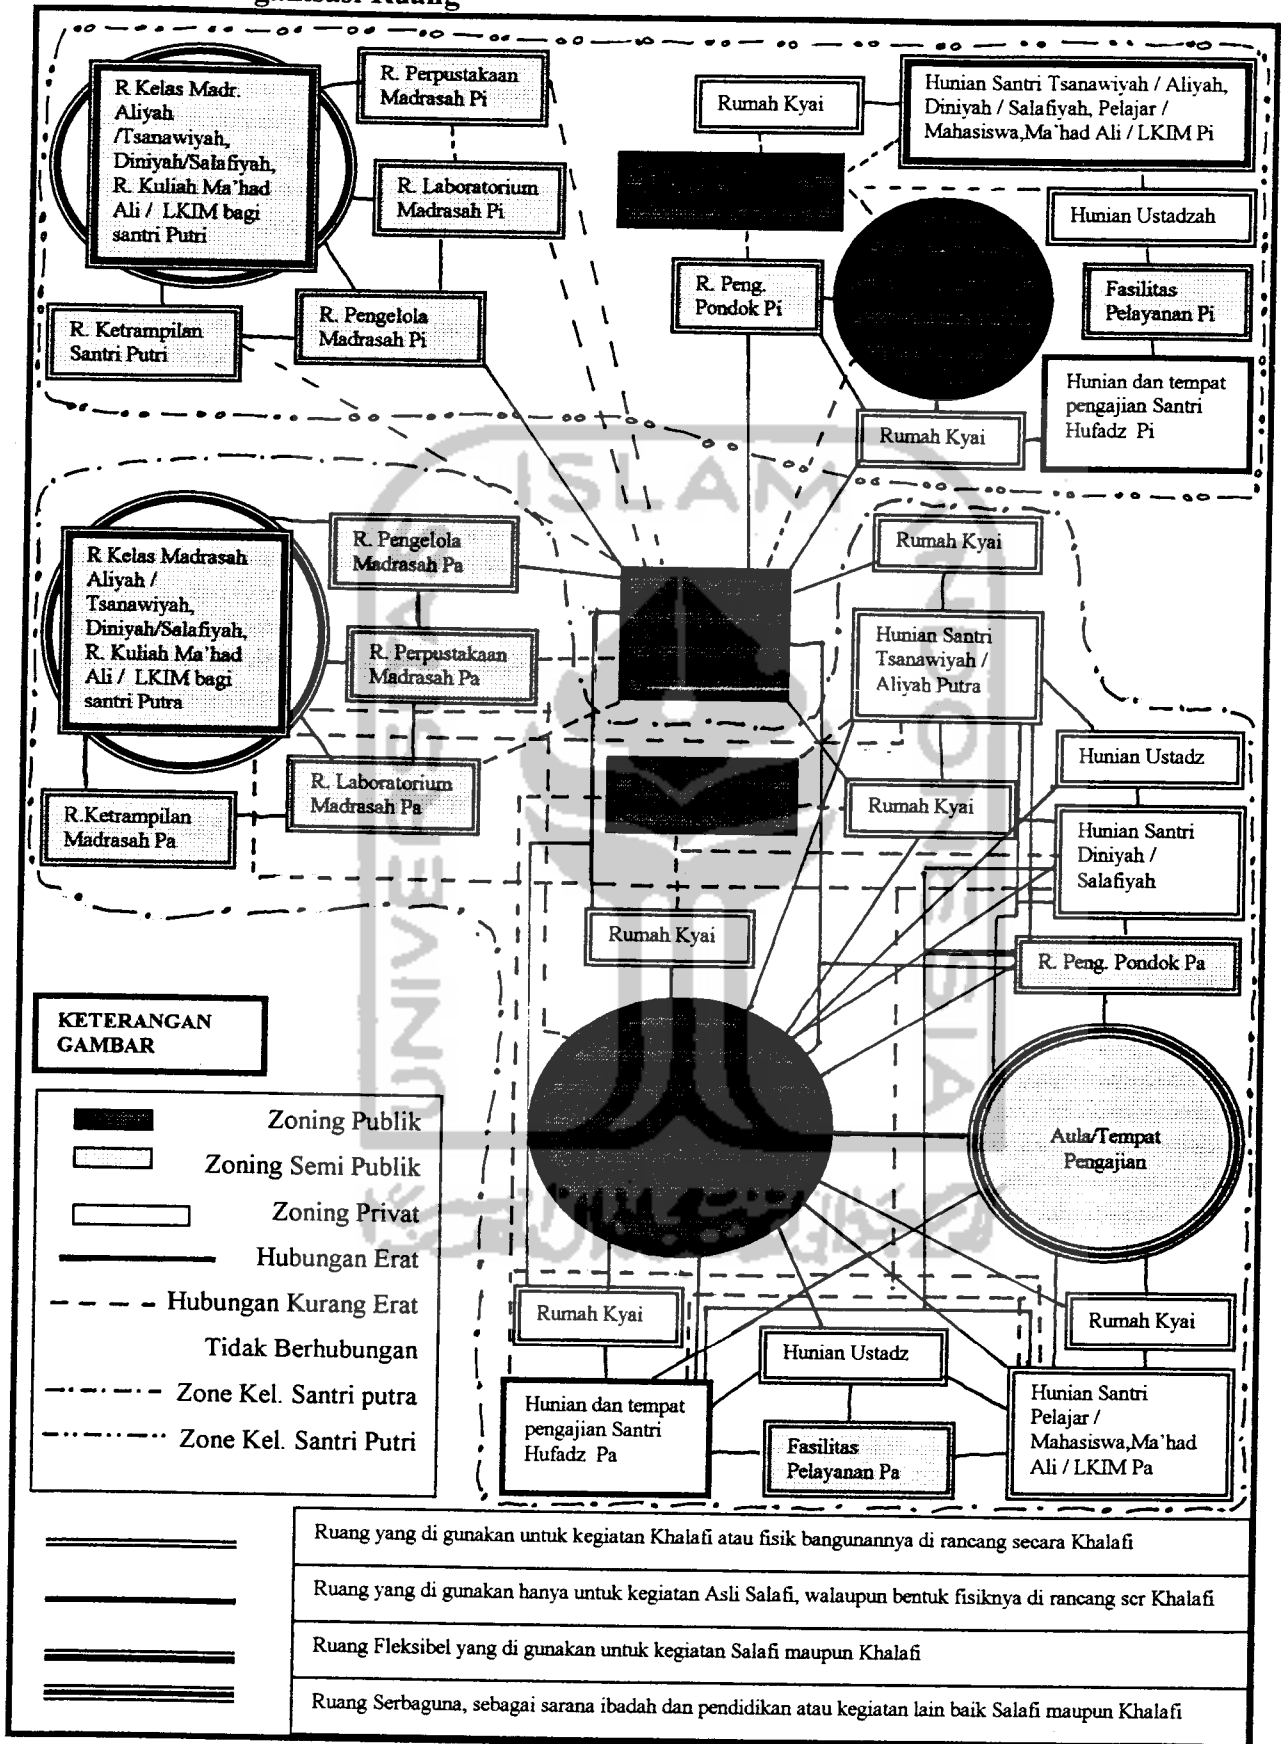 R Kelas Madr.
Aliyah
/Tsanawiyah,
Diniyah/Salafiyah,
R. Kuliah Ma'had
Ali / LKIM bagi
santri Putri
R. Perpustakaan
Madrasah Pi
R. Laboratorium
Madrasah Pi
R. Pengelola
Madrasah Pi
R. Ketrampilan
Santri Putri
Rumah Kyai
Hunian Santri Tsanawiyah / Aliyah,
Diniyah / Salafiyah, Pelajar /
Mahasiswa,Ma'had Ali / LKIM Pi
Hunian Ustadzah
R. Peng.
Pondok Pi
Fasilitas
Pelayanan Pi
Hunian dan tempat
pengajian Santri
Hufadz Pi
Rumah Kyai
R Kelas Madrasah
Aliyah /
Tsanawiyah,
Diniyah/Salafiyah,
R. Kuliah Ma'had
Ali / LKIM bagi
santri Putra
R. Pengelola
Madrasah Pa
R. Perpustakaan
Madrasah Pa
R. Laboratorium
Madrasah Pa
R.Ketrampilan
Madrasah Pa
Rumah Kyai
Hunian Santri
Tsanawiyah /
Aliyah Putra
Hunian Ustadz
Rumah Kyai
Hunian Santri
Diniyah /
Salafiyah
Rumah Kyai
R. Peng. Pondok Pa
Aula/Tempat
Pengajian
Rumah Kyai
Rumah Kyai
Hunian Ustadz
Hunian dan tempat
pengajian Santri
Hufadz Pa
Fasilitas
Pelayanan Pa
Hunian Santri
Pelajar /
Mahasiswa,Ma'had
Ali / LKIM Pa
UNIVERSITAS ISLAM INDONESIA
KETERANGAN
GAMBAR
Zoning Publik
Zoning Semi Publik
Zoning Privat
Hubungan Erat
Hubungan Kurang Erat
Tidak Berhubungan
Zone Kel. Santri putra
Zone Kel. Santri Putri
Ruang yang di gunakan untuk kegiatan Khalafi atau fisik bangunannya di rancang secara Khalafi
Ruang yang di gunakan hanya untuk kegiatan Asli Salafi, walaupun bentuk fisiknya di rancang scr Khalafi
Ruang Fleksibel yang di gunakan untuk kegiatan Salafi maupun Khalafi
Ruang Serbaguna, sebagai sarana ibadah dan pendidikan atau kegiatan lain baik Salafi maupun Khalafi